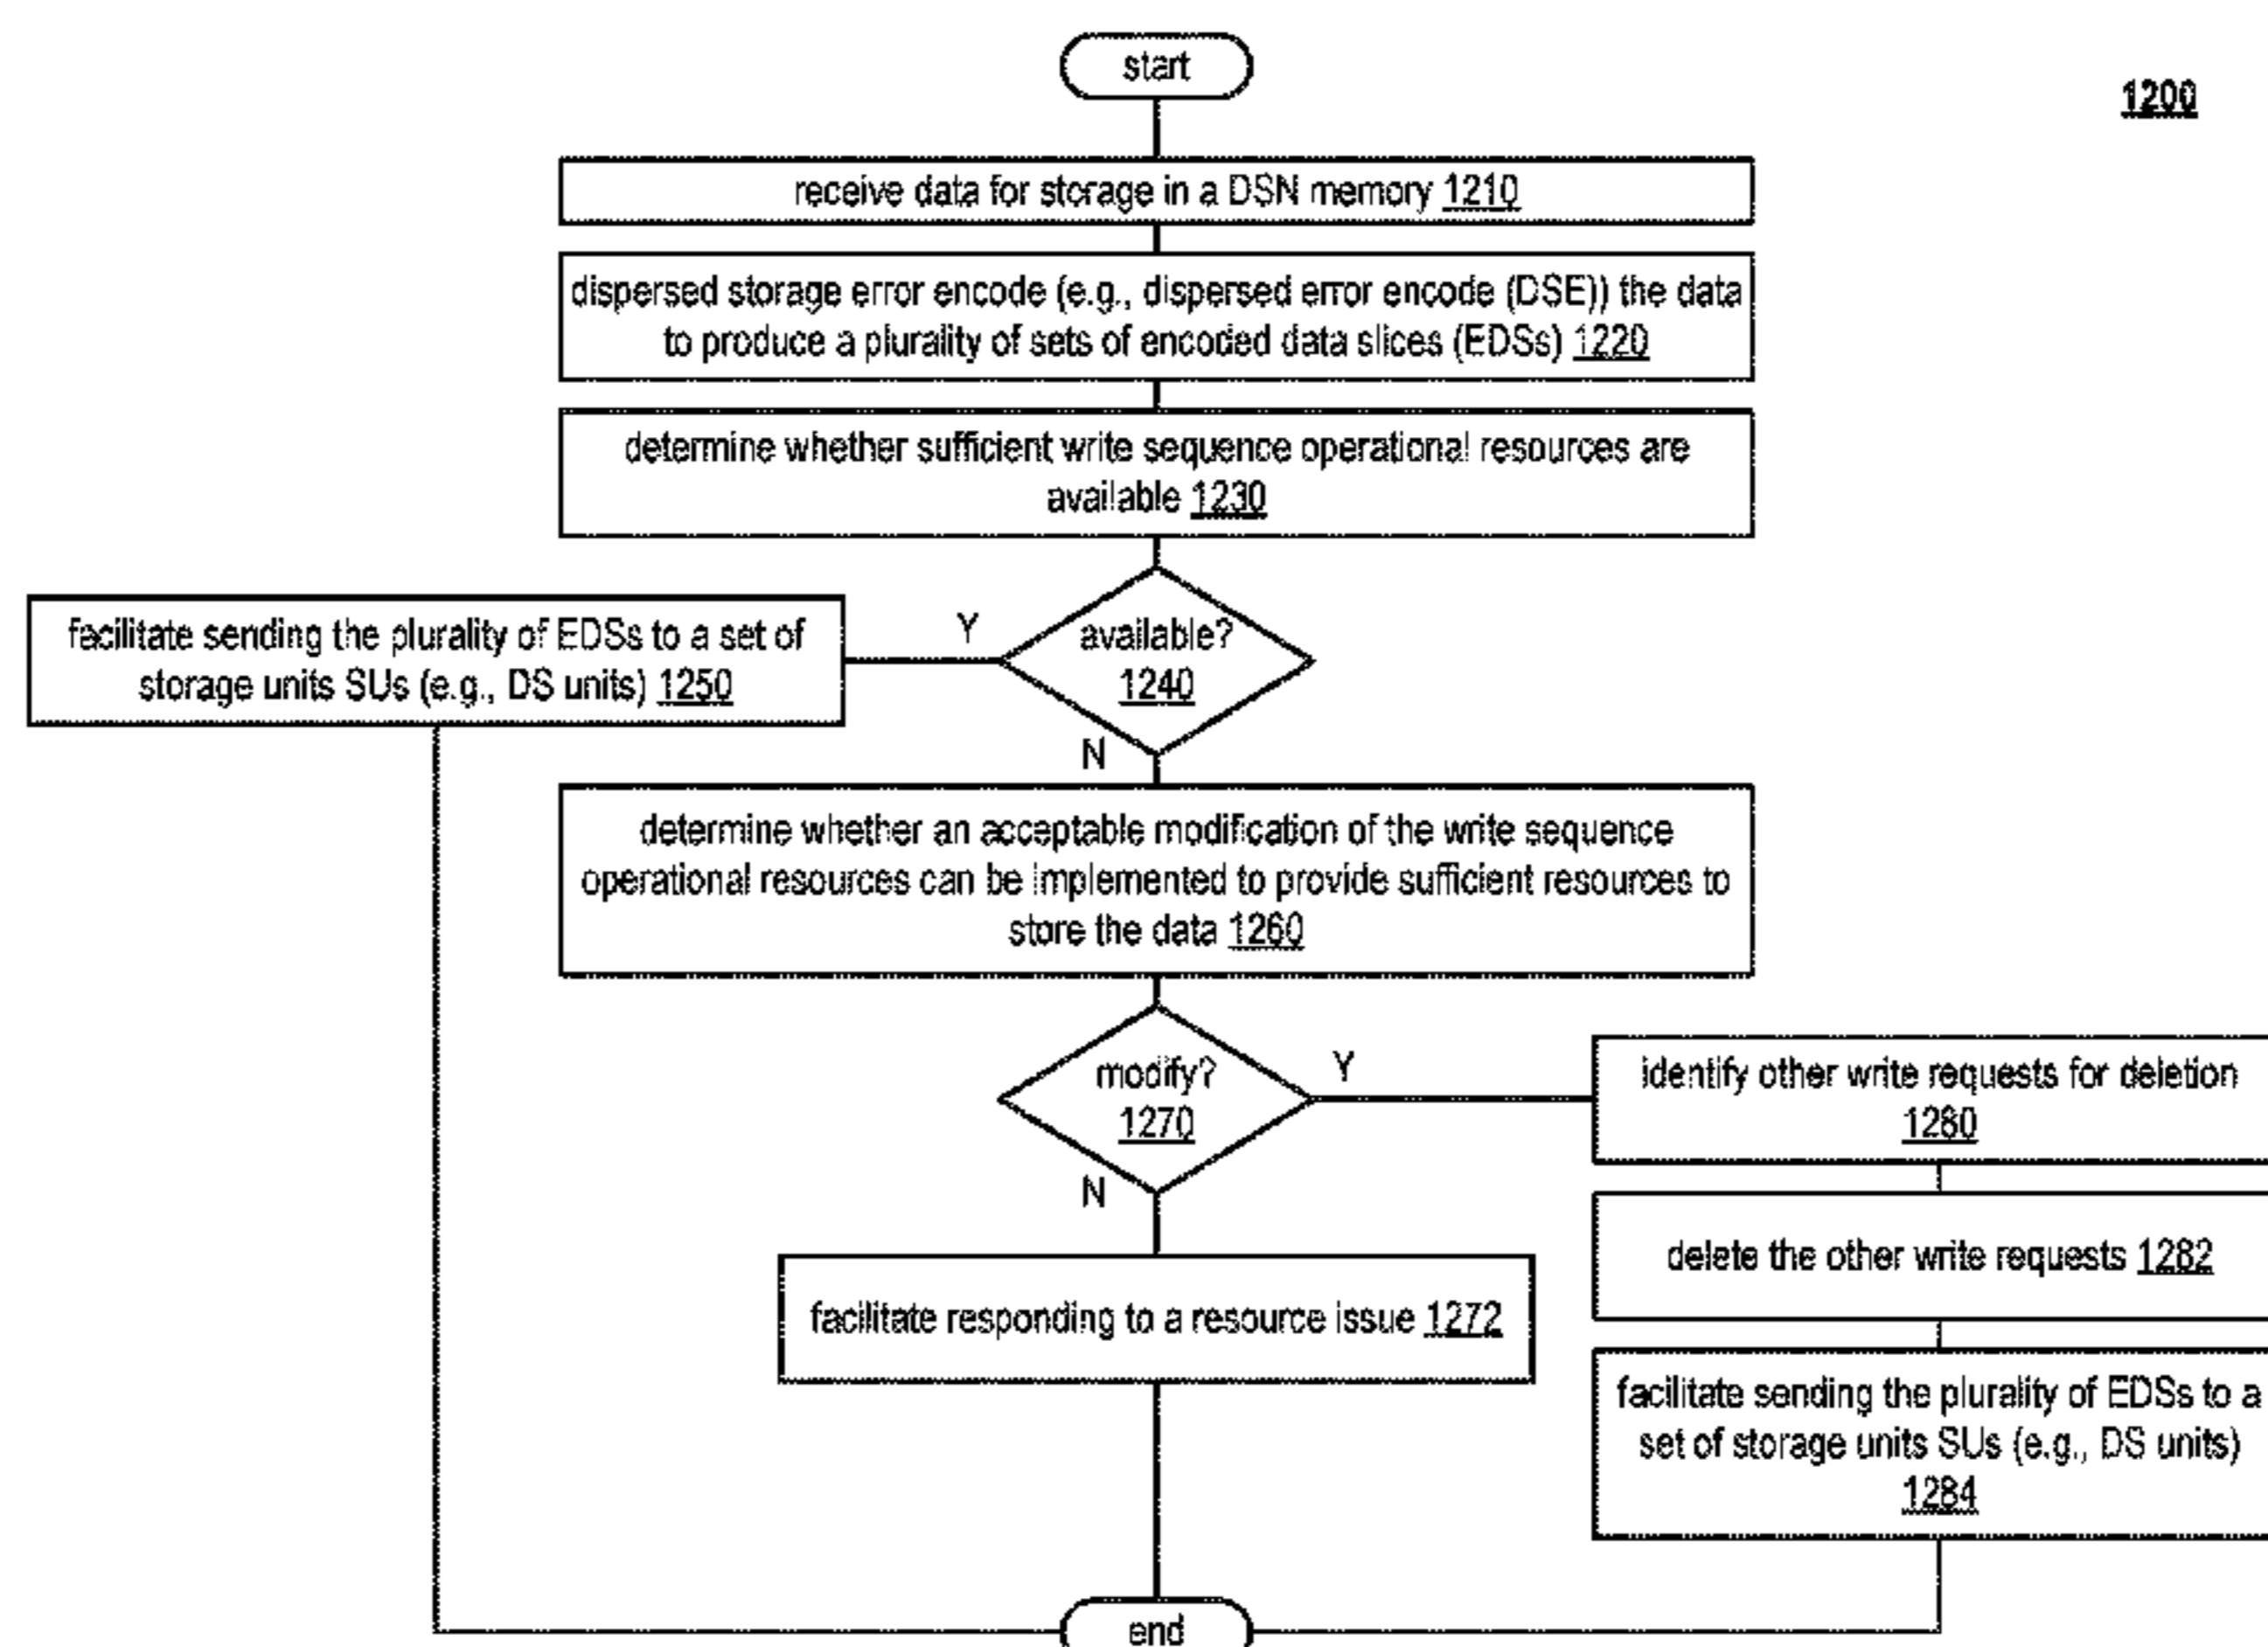 start
1200
receive data for storage in a DSN memory 1210
dispersed storage error encode (e.g., dispersed error encode (DSE)) the data
to produce a plurality of sets of encoded data slices (EDSs) 1220
determine whether sufficient write sequence operational resources are
available 1230
facilitate sending the plurality of EDSs to a set of
storage units SUs (e.g., DS units) 1250
Y
available?
1240
N
determine whether an acceptable modification of the write sequence
operational resources can be implemented to provide sufficient resources to
store the data 1260
modify?
1270
Y
N
identify other write requests for deletion
1280
delete the other write requests 1282
facilitate responding to a resource issue 1272
facilitate sending the plurality of EDSs to a
set of storage units SUs (e.g., DS units)
1284
end